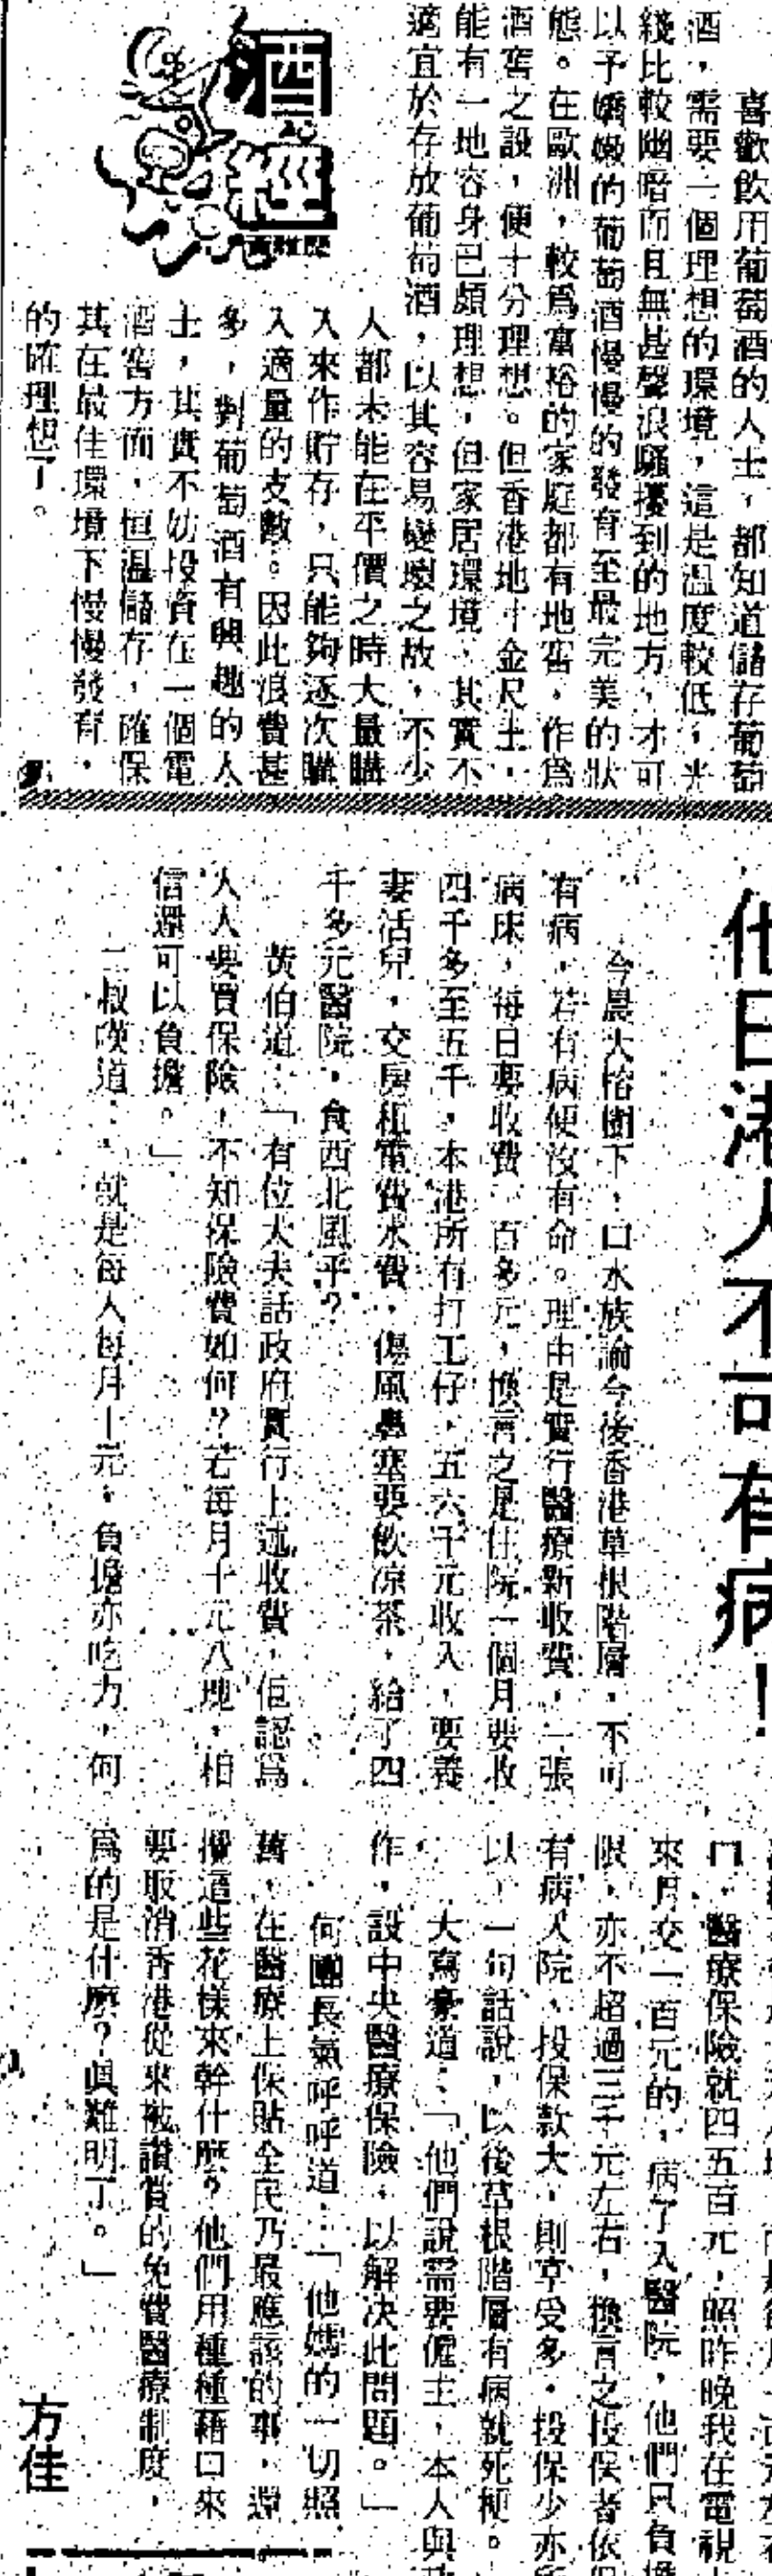 酒經
喜歡飲用葡萄酒的人士，都知道儲存葡萄
酒，需要一個理想的環境，這是温度較低，光
綫比較幽暗而且無甚聲浪騷擾到的地方，才可
以予嬌嫩的葡萄酒慢慢的發育至最完美的狀
態。在歐洲，較爲富裕的家庭都有地窖，作爲
酒窖之設，便十分理想。但香港地寸金尺土，
能有一地容身已頗理想，但家居環境，其實不
適宜於存放葡萄酒，以其容易變壞之故，不少
人都未能在平價之時大量購
入來作貯存，只能夠逐次購
入適量的支數。因此浪費甚
多，對葡萄酒有興趣的人
士，其實不妨投資在一個電
酒窖方面，恒温儲存，確保
其在最佳環境下慢慢發育，
的確理想了。
他日港人不可有病！
今晨大榕樹下，口水族論今後香港草根階層，不可
有病，若有病便沒有命。理由是實行醫療新收費，一張
病床，每日要收費一百多元，換言之是住院一個月要收
四千多至五千，本港所有打工仔，五六千元收入，要養
妻活兒，交房租電費水費，傷風鼻塞要飲凉茶，給了四
千多元醫院，食西北風乎？
黃伯道：「有位大夫話政府實行上述收費，佢認爲
人人要買保險，不知保險費如何？若每月十元八塊，相
信還可以負擔。」
二叔嘆道：「就是每人每月十元，負擔亦吃力，何
口，醫療保險就四五百元，照昨晚我在電視
來月交一百元的，病了入醫院，他們只負擔
限，亦不超過三千元左右，換言之投保者依
有病入院，投保款大，則享受多，投保少亦
以，一句話說，以後草根階層有病就死梗。
大寫豪道：「他們說需要僱主，本人與
作，設中央醫療保險，以解決此問題。」
何團長氣呼呼道：「他媽的一切照
舊，在醫療上保貼全民乃最應該的事，還
攪這些花樣來幹什麽？他們用種種藉口來
要取消香港從來被讚賞的免費醫療制度，
爲的是什麽？眞難明了。」
方佳